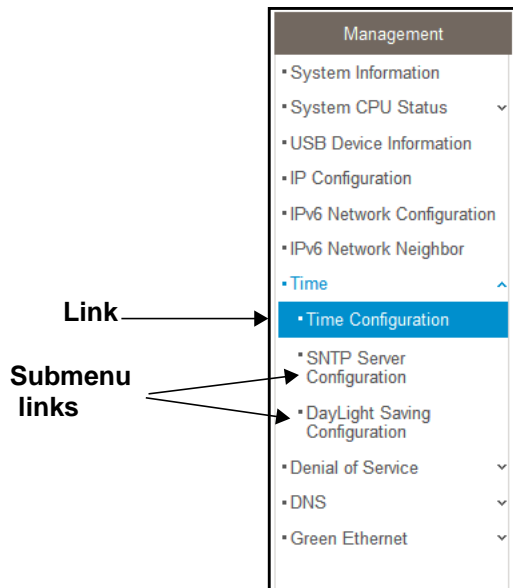 Management
System Information
System CPU Status
USB Device Information
IP Configuration
IPv6 Network Configuration
IPv6 Network Neighbor
Time
Link
Time Configuration
Submenu
links
SNTP Server
Configuration
DayLight Saving
Configuration
Denial of Service
DNS
Green Ethernet